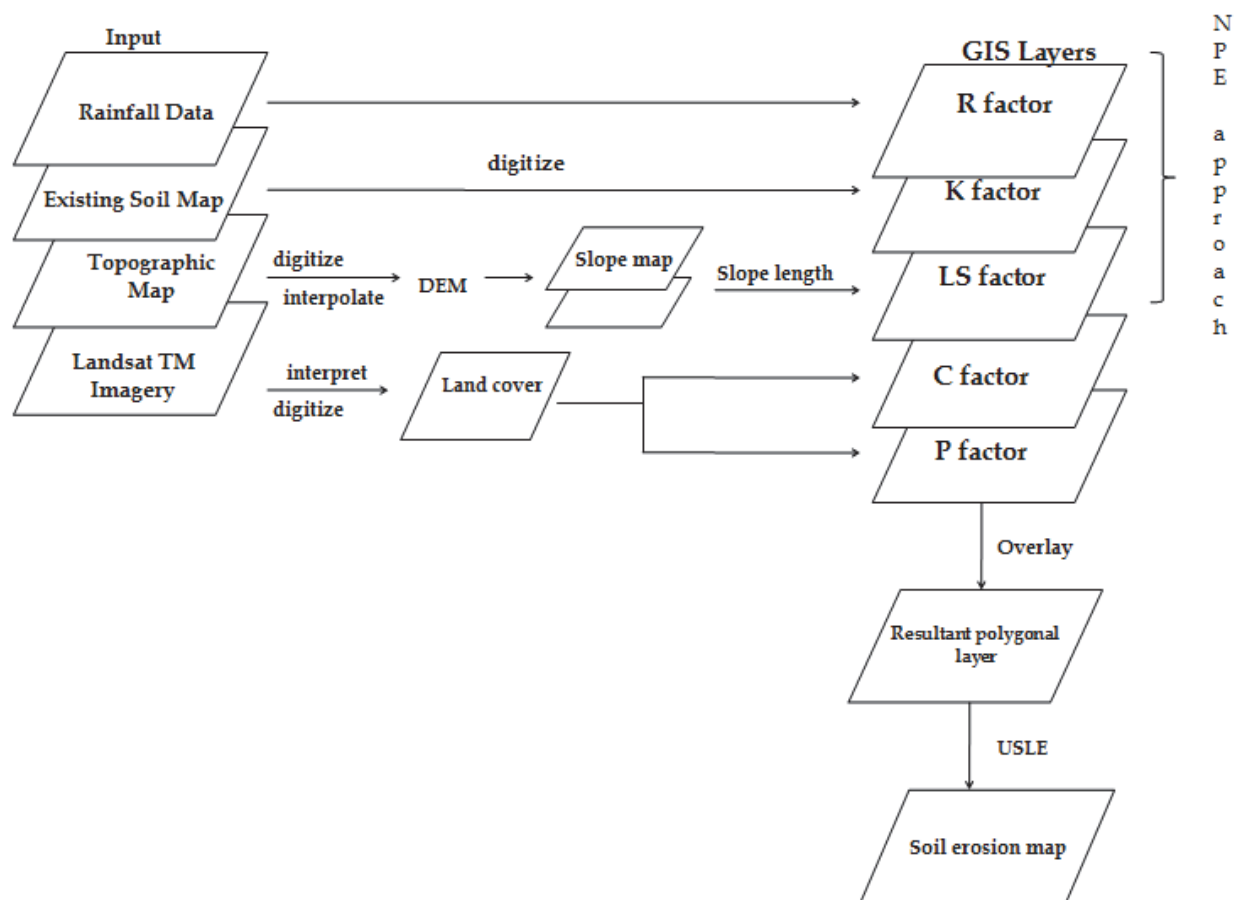 Input
Rainfall Data
Existing Soil Map
Topographic
Map
Landsat TM
Imagery
digitize
digitize
interpolate
DEM
Slope map
Slope length
interpret
digitize
Land cover
GIS Layers
R factor
K factor
LS factor
C factor
P factor
NPE approach
Overlay
Resultant polygonal
layer
USLE
Soil erosion map